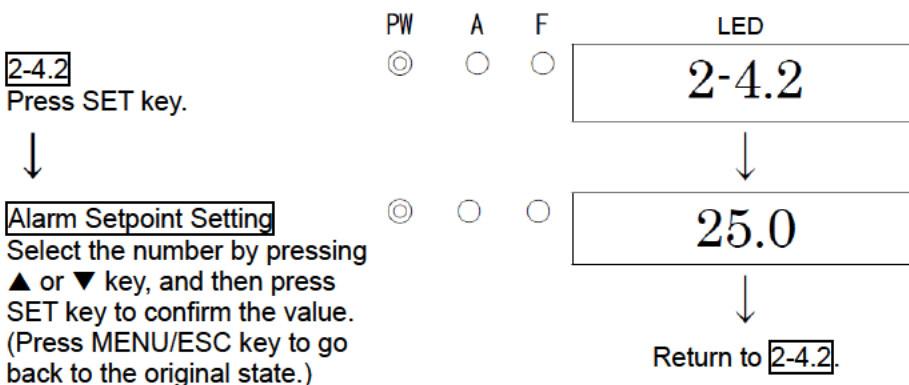 PW A F LED
2-4.2
2-4.2
Press SET key.
Alarm Setpoint Setting
25.0
Select the number by pressing
▲ or ▼ key, and then press
SET key to confirm the value.
(Press MENU/ESC key to go
back to the original state.)
Return to 2-4.2.